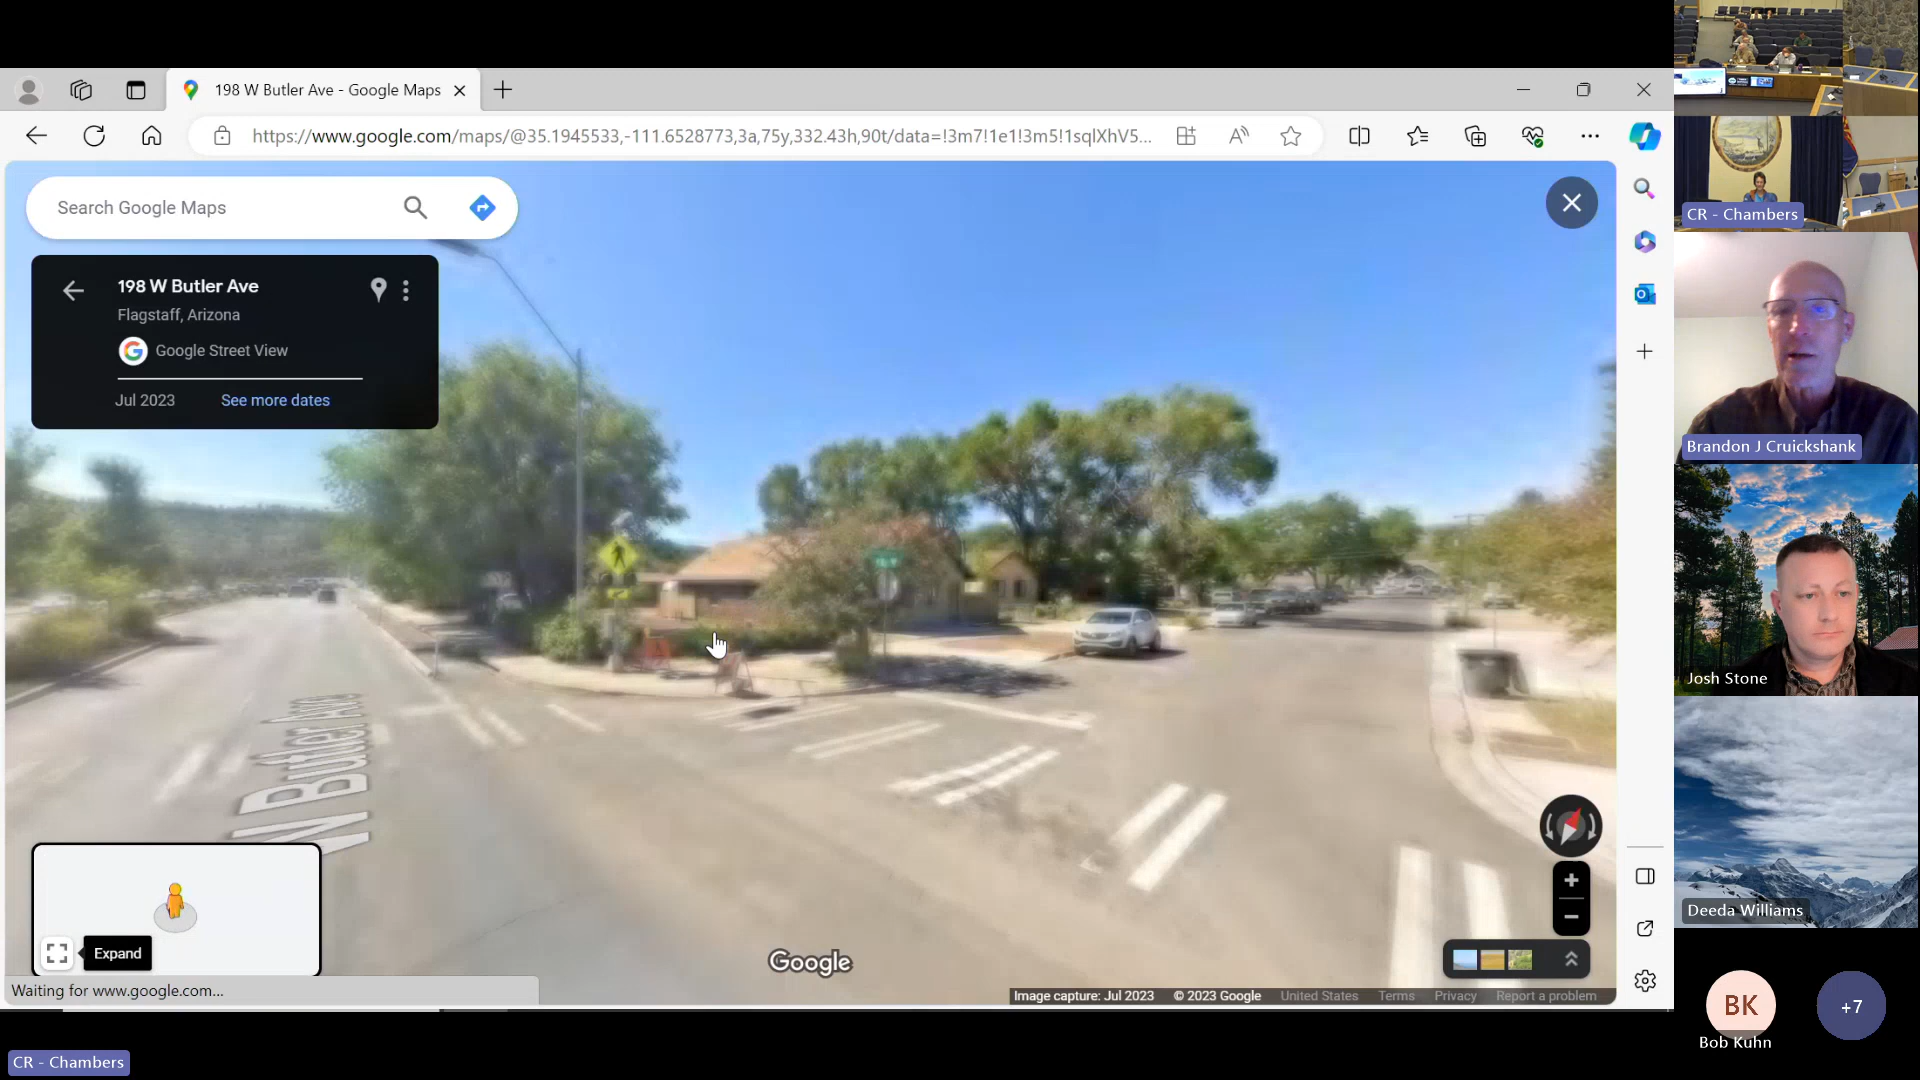 198 W Butler Ave - Google Maps
https://www.google.com/maps/@35.1945533,-111.6528773,3a,75y,332.43h,90t/data=!3m7!1e1!3m5!1sqlXhV5...
Search Google Maps
198 W Butler Ave
Flagstaff, Arizona
Google Street View
Jul 2023
See more dates
W Butler Ave
Expand
Google
Waiting for www.google.com...
Image capture: Jul 2023 © 2023 Google United States Terms Privacy Report a problem
CR - Chambers
CR - Chambers
Brandon J Cruickshank
Josh Stone
Deeda Williams
BK
+7
Bob Kuhn